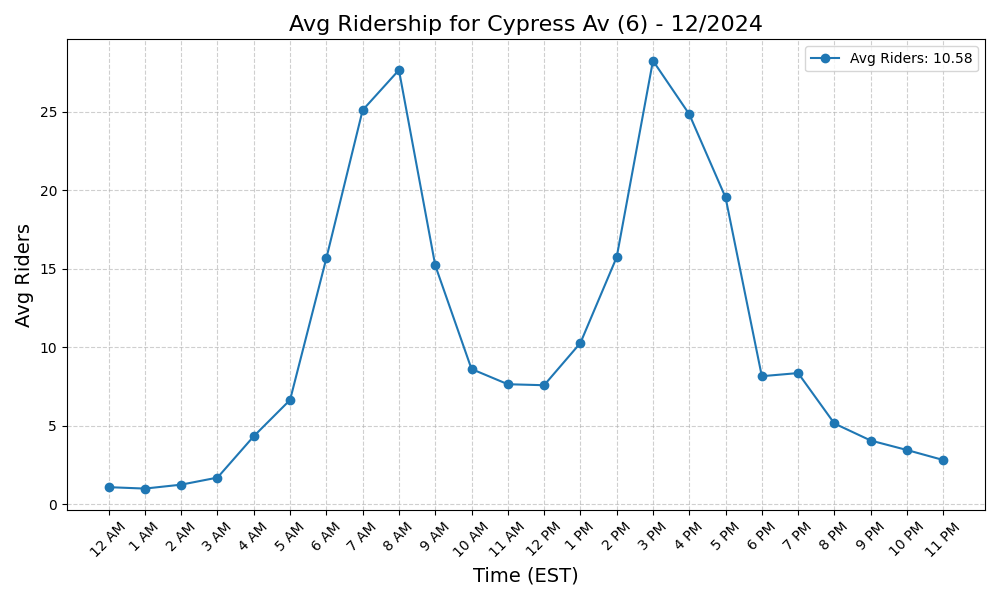 Avg Ridership for Cypress Av (6) - 12/2024
Avg Riders: 10.58
Avg Riders
25
20
15
10
5
0
12 AM
1 AM
2 AM
3 AM
4 AM
5 AM
6 AM
7 AM
8 AM
9 AM
10 AM
11 AM
12 PM
1 PM
2 PM
3 PM
4 PM
5 PM
6 PM
7 PM
8 PM
9 PM
10 PM
11 PM
Time (EST)